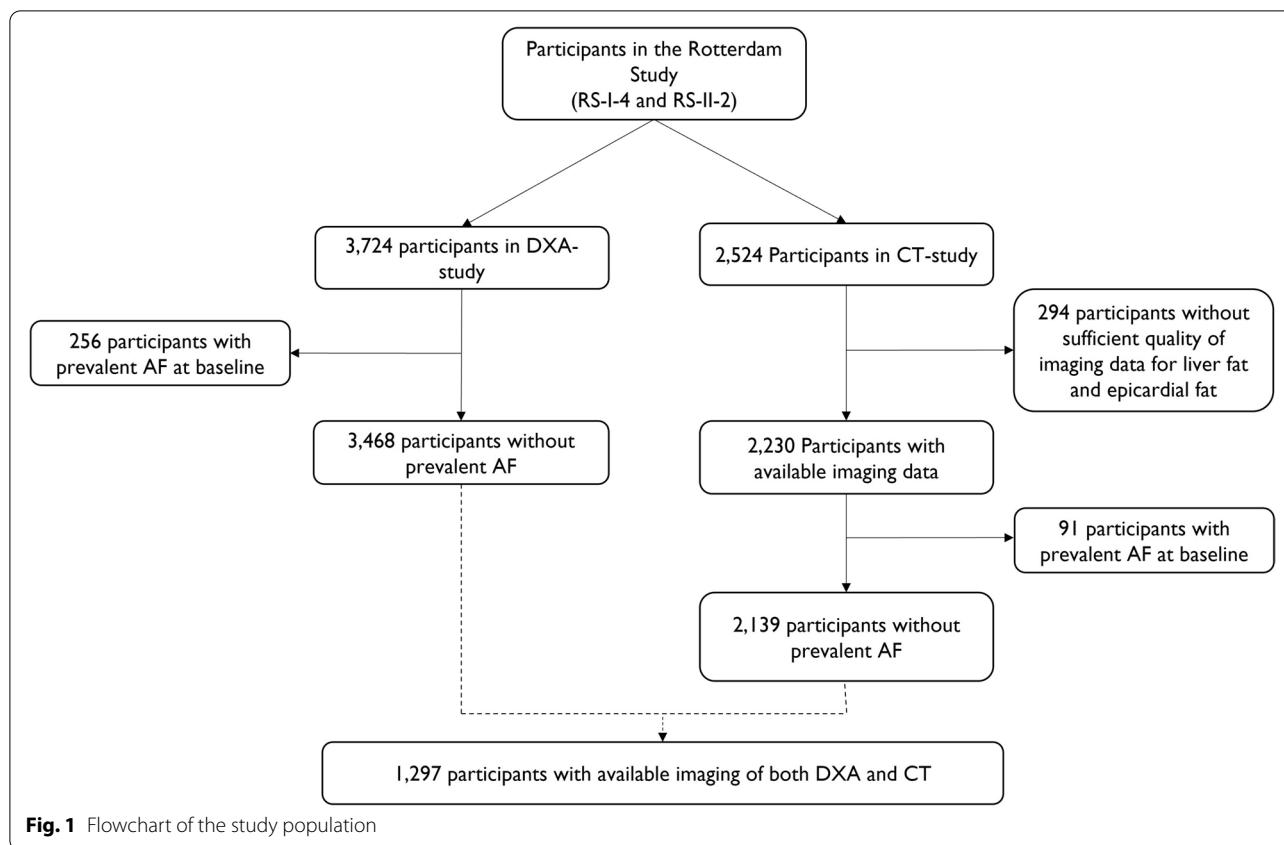 Participants in the Rotterdam
Study
(RS-I-4 and RS-II-2)
3,724 participants in DXA-
study
2,524 Participants in CT-study
256 participants with
prevalent AF at baseline
294 participants without
sufficient quality of
imaging data for liver fat
and epicardial fat
3,468 participants without
prevalent AF
2,230 Participants with
available imaging data
91 participants with
prevalent AF at baseline
2,139 participants without
prevalent AF
1,297 participants with available imaging of both DXA and CT
Fig. 1 Flowchart of the study population